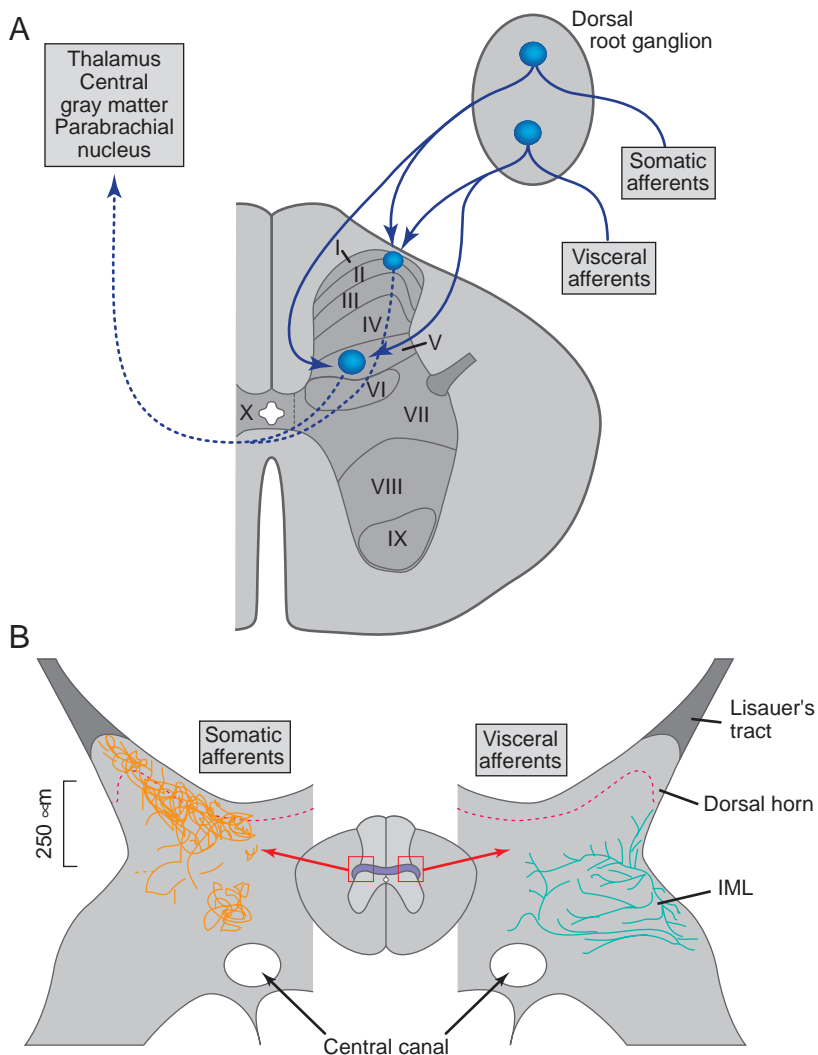 A
Thalamus
Central
gray matter
Parabrachial
nucleus
Dorsal
root ganglion
Somatic
afferents
Visceral
afferents
I
II
III
IV
V
VI
X
VII
VIII
IX
B
Somatic
afferents
Visceral
afferents
Lisauer's
tract
Dorsal horn
250 ∝m
IML
Central canal